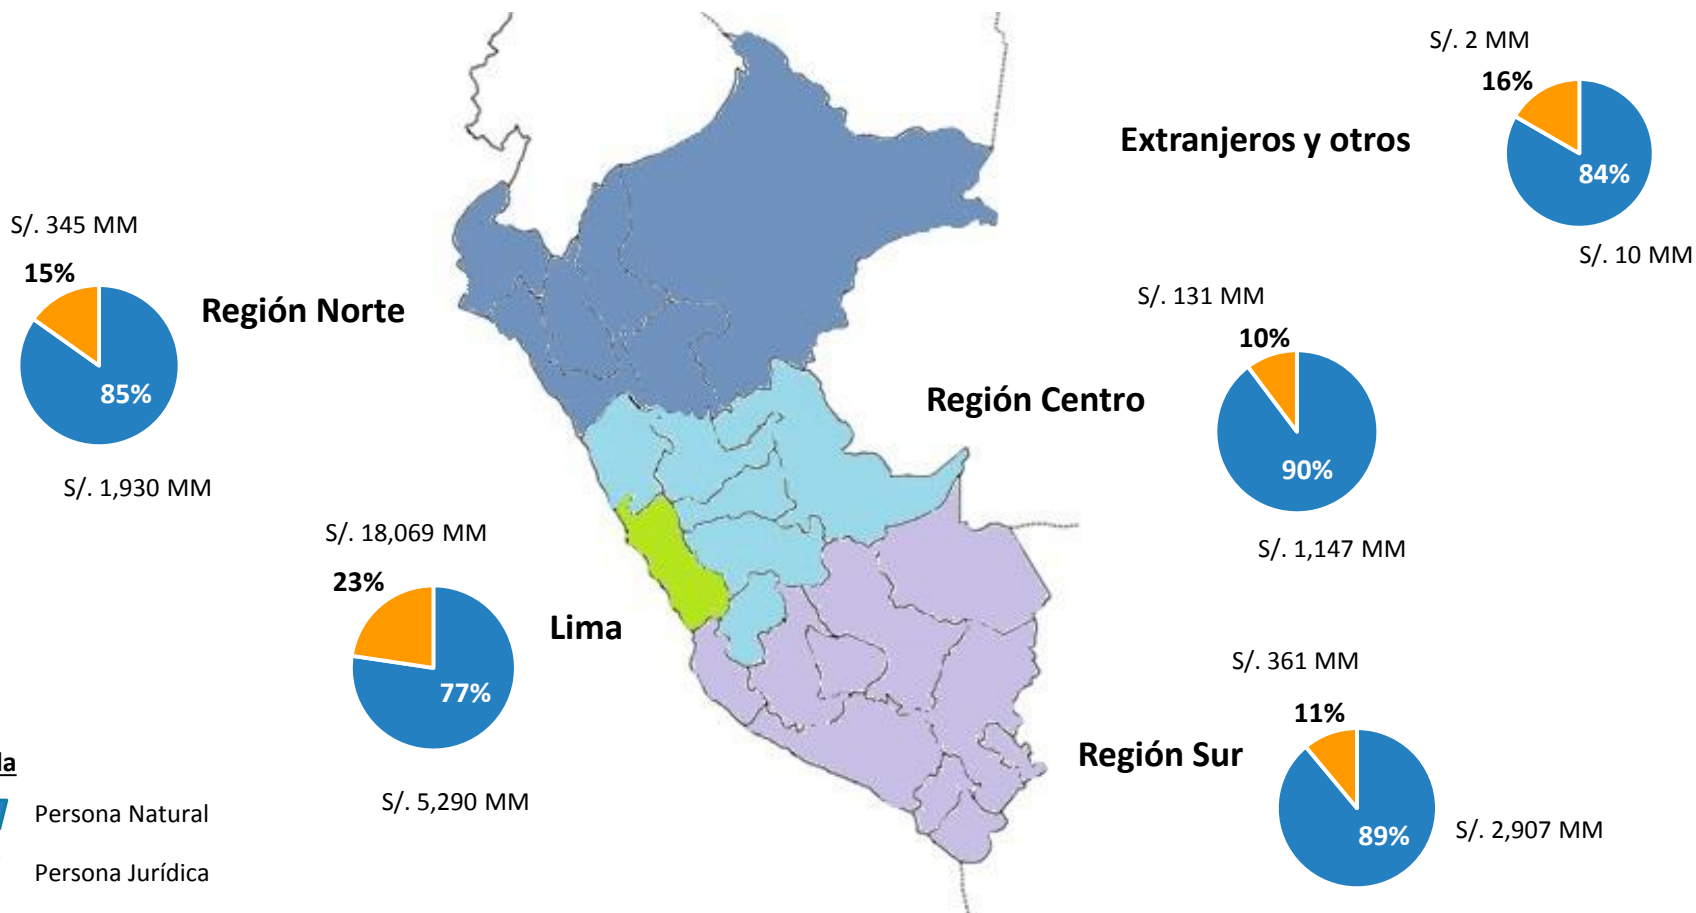 S/. 2 MM
16%
Extranjeros y otros
84%
S/. 10 MM
S/. 345 MM
15%
Región Norte
85%
S/. 1,930 MM
S/. 131 MM
10%
Región Centro
90%
S/. 1,147 MM
S/. 18,069 MM
23%
Lima
77%
S/. 5,290 MM
S/. 361 MM
11%
Región Sur
89%
S/. 2,907 MM
Persona Natural
Persona Jurídica